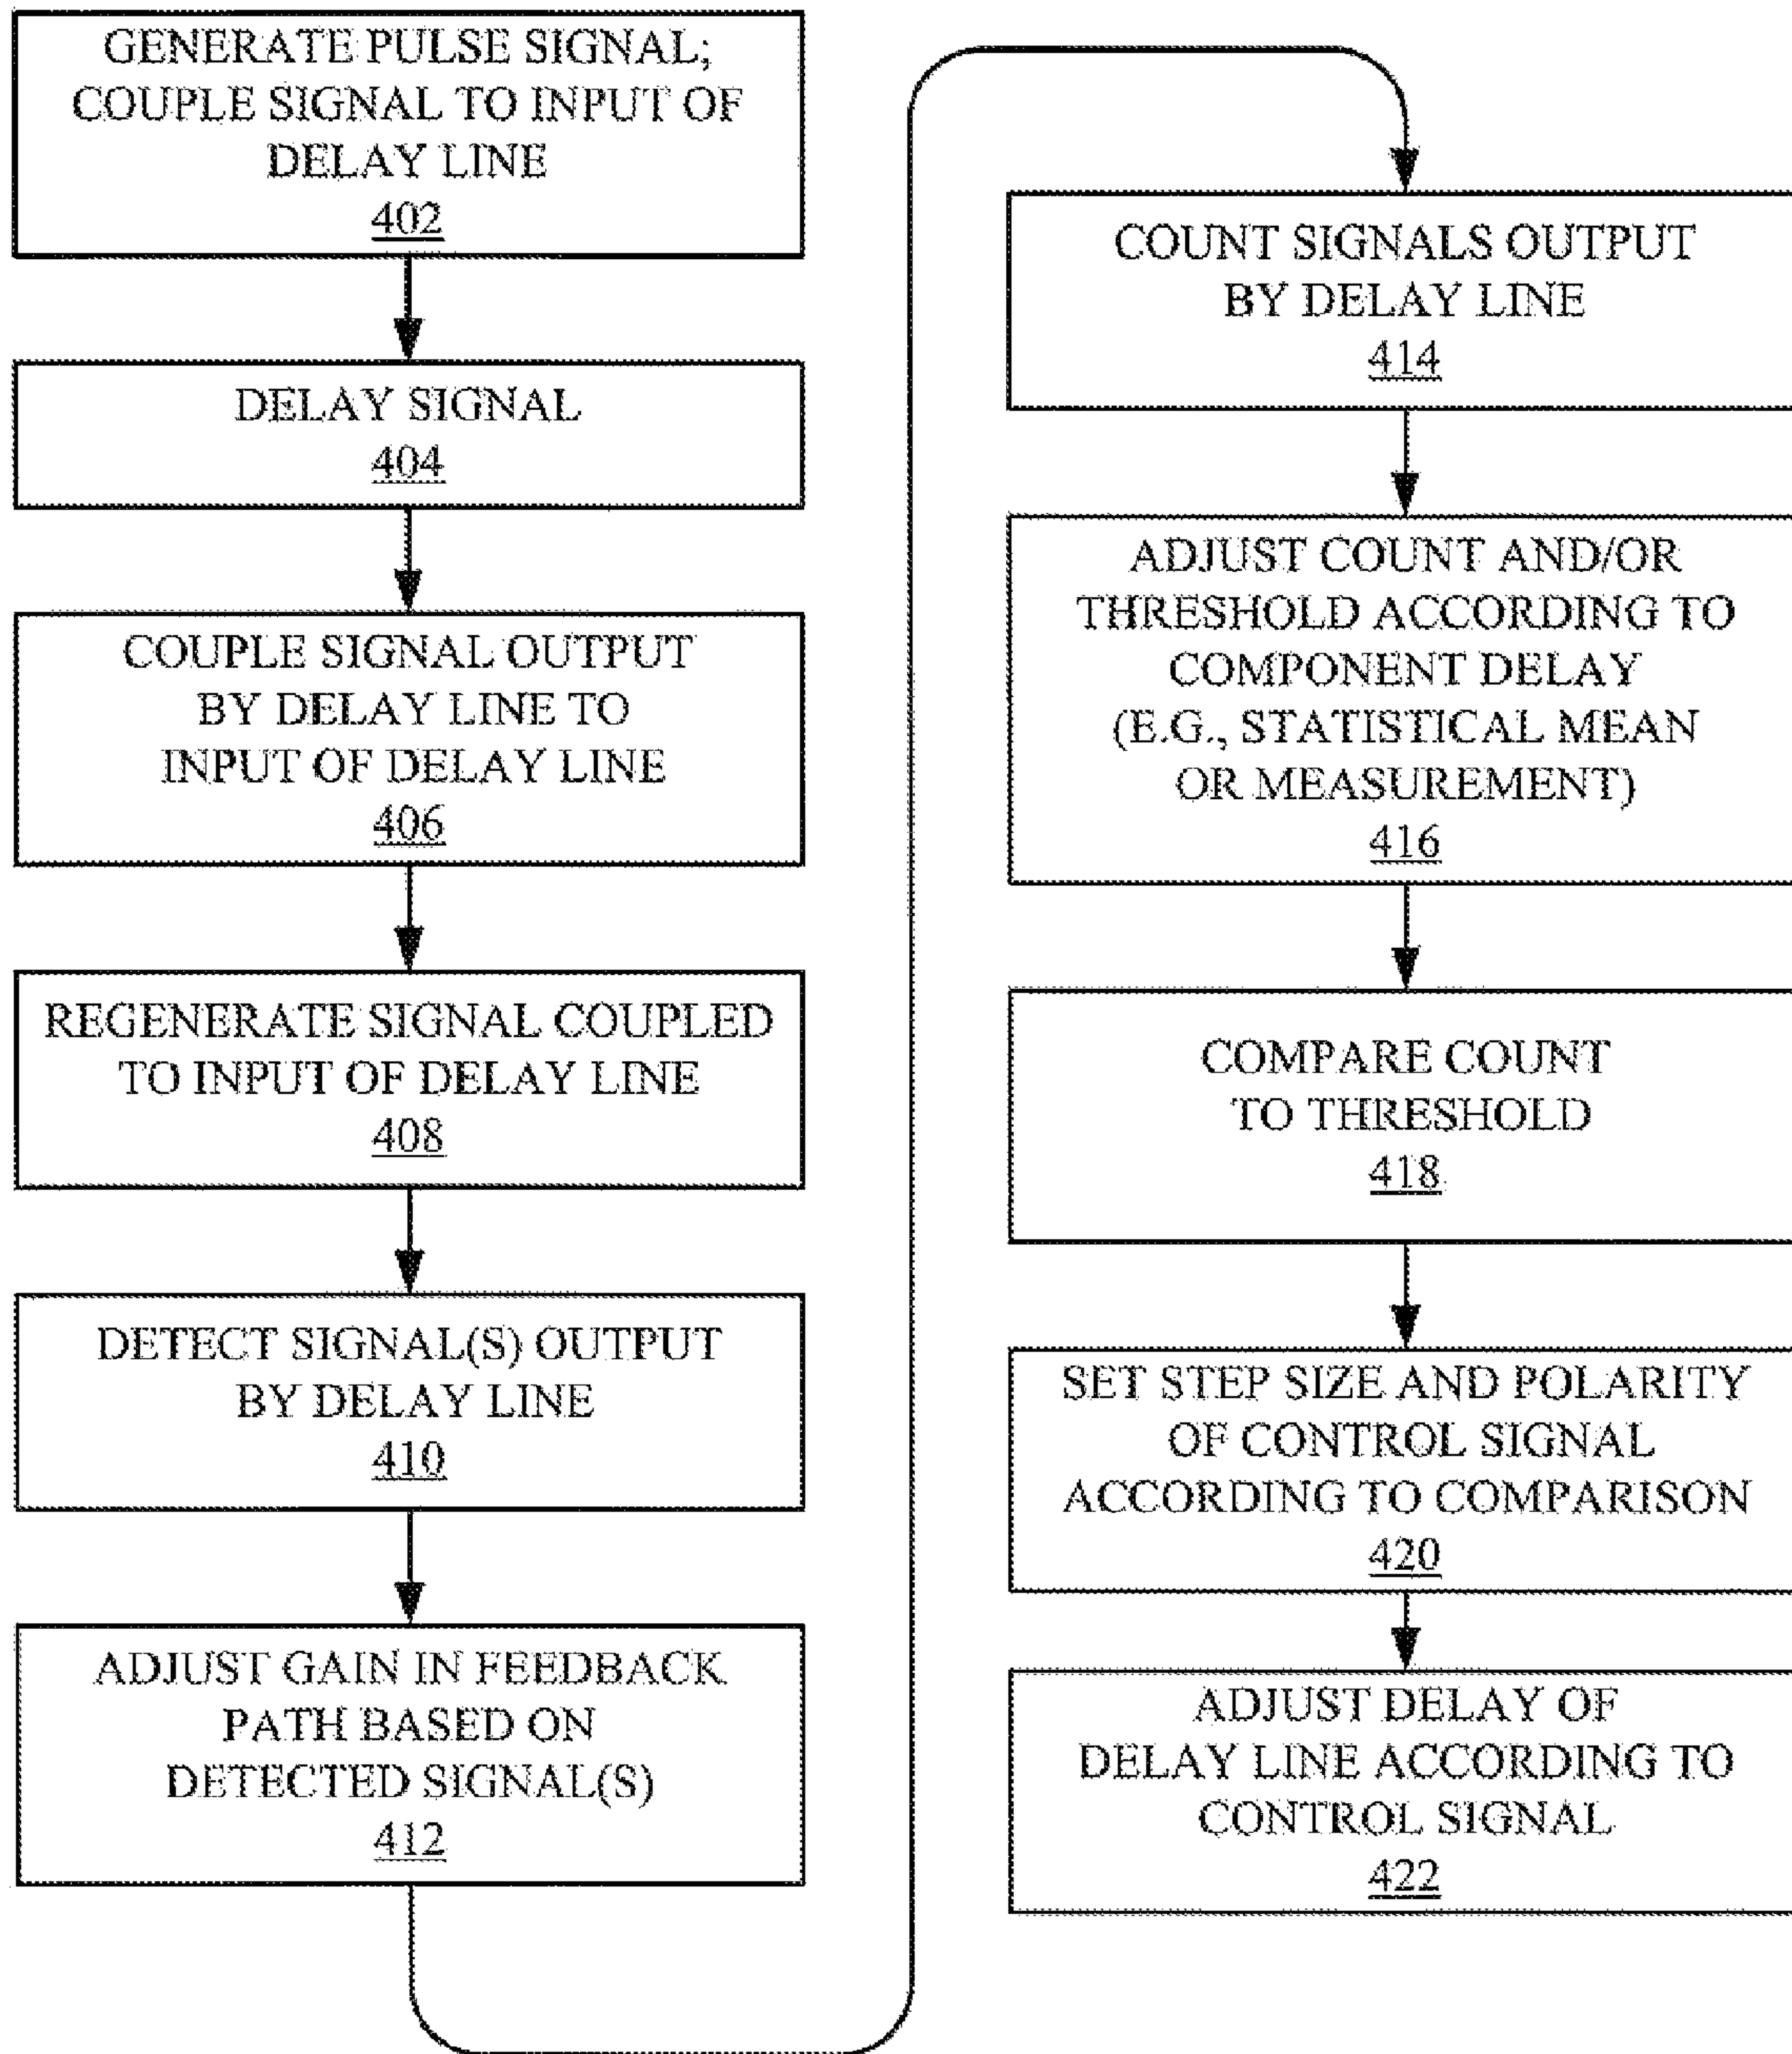 GENERATE PULSE SIGNAL;
COUPLE SIGNAL TO INPUT OF
DELAY LINE
402
DELAY SIGNAL
404
COUPLE SIGNAL OUTPUT
BY DELAY LINE TO
INPUT OF DELAY LINE
406
REGENERATE SIGNAL COUPLED
TO INPUT OF DELAY LINE
408
DETECT SIGNAL(S) OUTPUT
BY DELAY LINE
410
ADJUST GAIN IN FEEDBACK
PATH BASED ON
DETECTED SIGNAL(S)
412
COUNT SIGNALS OUTPUT
BY DELAY LINE
414
ADJUST COUNT AND/OR
THRESHOLD ACCORDING TO
COMPONENT DELAY
(E.G., STATISTICAL MEAN
OR MEASUREMENT)
416
COMPARE COUNT
TO THRESHOLD
418
SET STEP SIZE AND POLARITY
OF CONTROL SIGNAL
ACCORDING TO COMPARISON
420
ADJUST DELAY OF
DELAY LINE ACCORDING TO
CONTROL SIGNAL
422